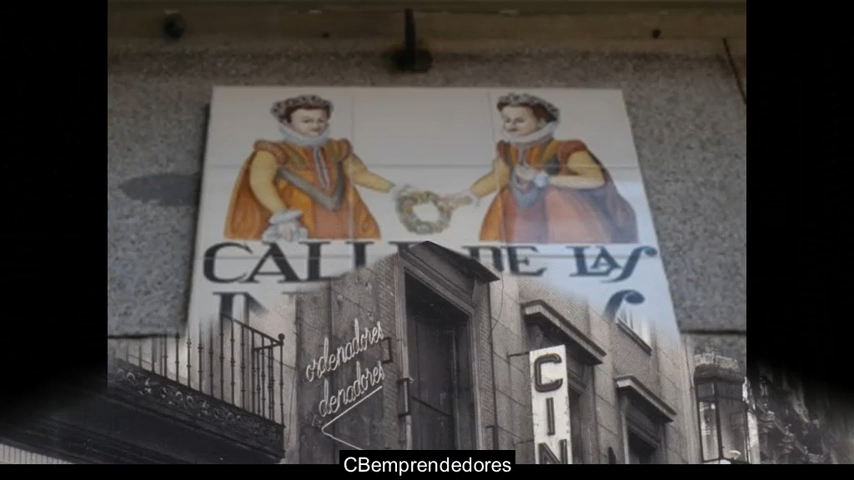 CALLE DE LAS
ordenadores
denadores
CIN
CBemprendedores